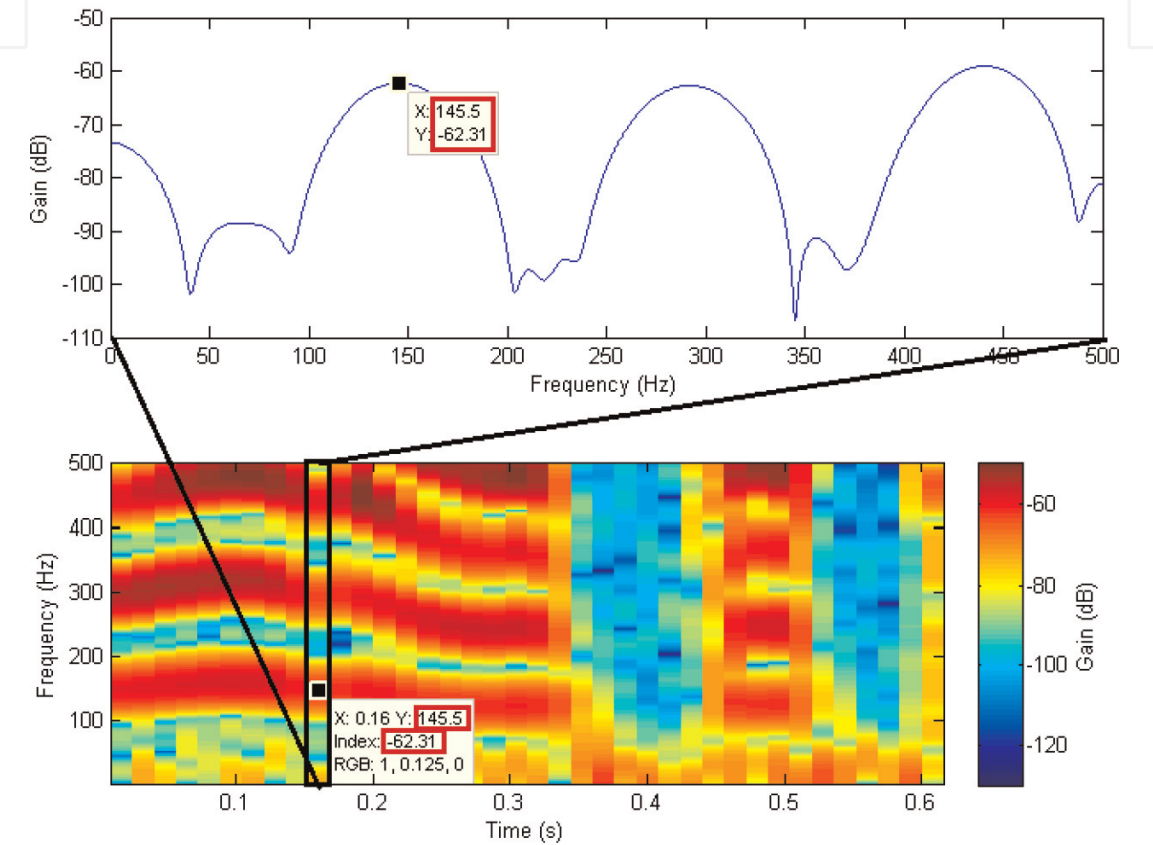 -50
-60
-70
-80
-90
-100
-110
Gain (dB)
X: 145.5
Y: -62.31
0 50 100 150 200 250 300 350 400 450 500
Frequency (Hz)
500
400
300
200
100
Frequency (Hz)
X: 0.16 Y: 145.5
Index: -62.31
RGB: 1, 0.125, 0
0.1 0.2 0.3 0.4 0.5 0.6
Time (s)
-60
-80
-100
-120
Gain (dB)